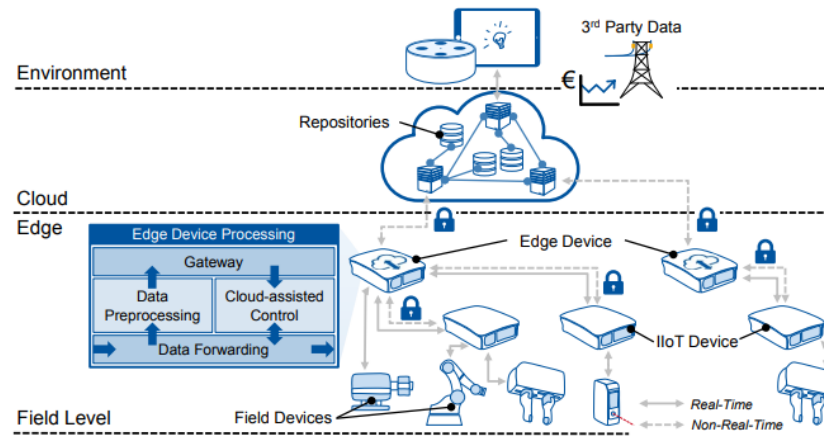 3rd Party Data
Environment
€
Repositories
Cloud
Edge
Edge Device Processing
Gateway
Data
Preprocessing
Cloud-assisted
Control
Data Forwarding
Edge Device
IIoT Device
Field Devices
Field Level
Real-Time
Non-Real-Time